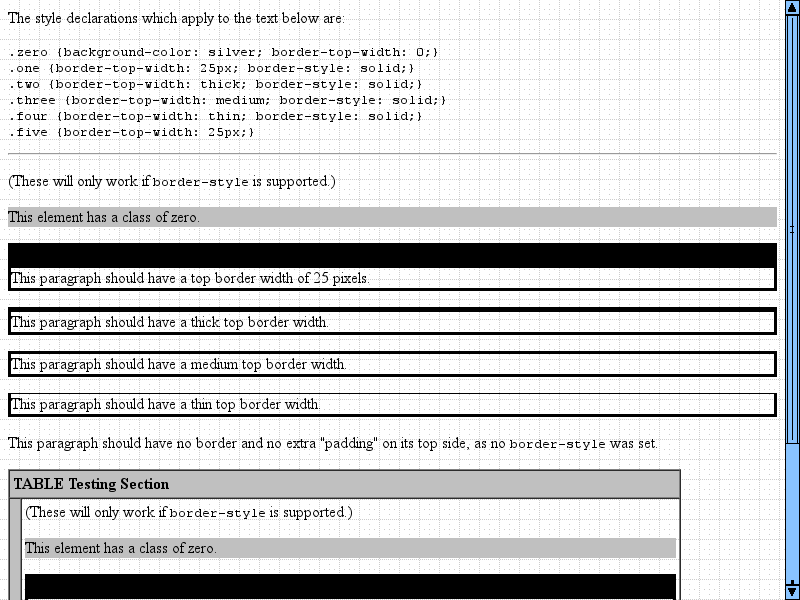 The style declarations which apply to the text below are:
.zero {background-color: silver; border-top-width: 0;}
.one {border-top-width: 25px; border-style: solid;}
.two {border-top-width: thick; border-style: solid;}
.three {border-top-width: medium; border-style: solid;}
.four {border-top-width: thin; border-style: solid;}
.five {border-top-width: 25px;}
(These will only work if border-style is supported.)
This element has a class of zero.
This paragraph should have a top border width of 25 pixels.
This paragraph should have a thick top border width.
This paragraph should have a medium top border width.
This paragraph should have a thin top border width.
This paragraph should have no border and no extra "padding" on its top side, as no border-style was set.
TABLE Testing Section
(These will only work if border-style is supported.)
This element has a class of zero.